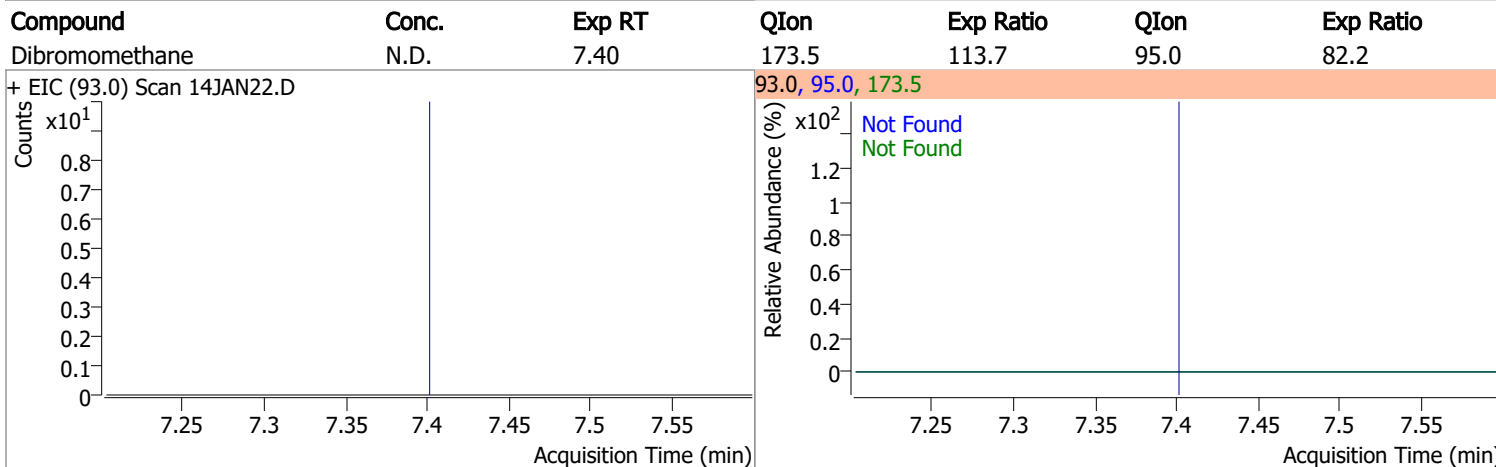 Compound Conc. Exp RT QIon Exp Ratio QIon Exp Ratio
Dibromomethane N.D. 7.40 173.5 113.7 95.0 82.2
+ EIC (93.0) Scan 14JAN22.D
Counts
x10¹
0.8
0.7
0.6
0.5
0.4
0.3
0.2
0.1
0
7.25 7.3 7.35 7.4 7.45 7.5 7.55
Acquisition Time (min)
93.0, 95.0, 173.5
Relative Abundance (%)
x10²
Not Found
Not Found
1.2
1
0.8
0.6
0.4
0.2
0
7.25 7.3 7.35 7.4 7.45 7.5 7.55
Acquisition Time (min)